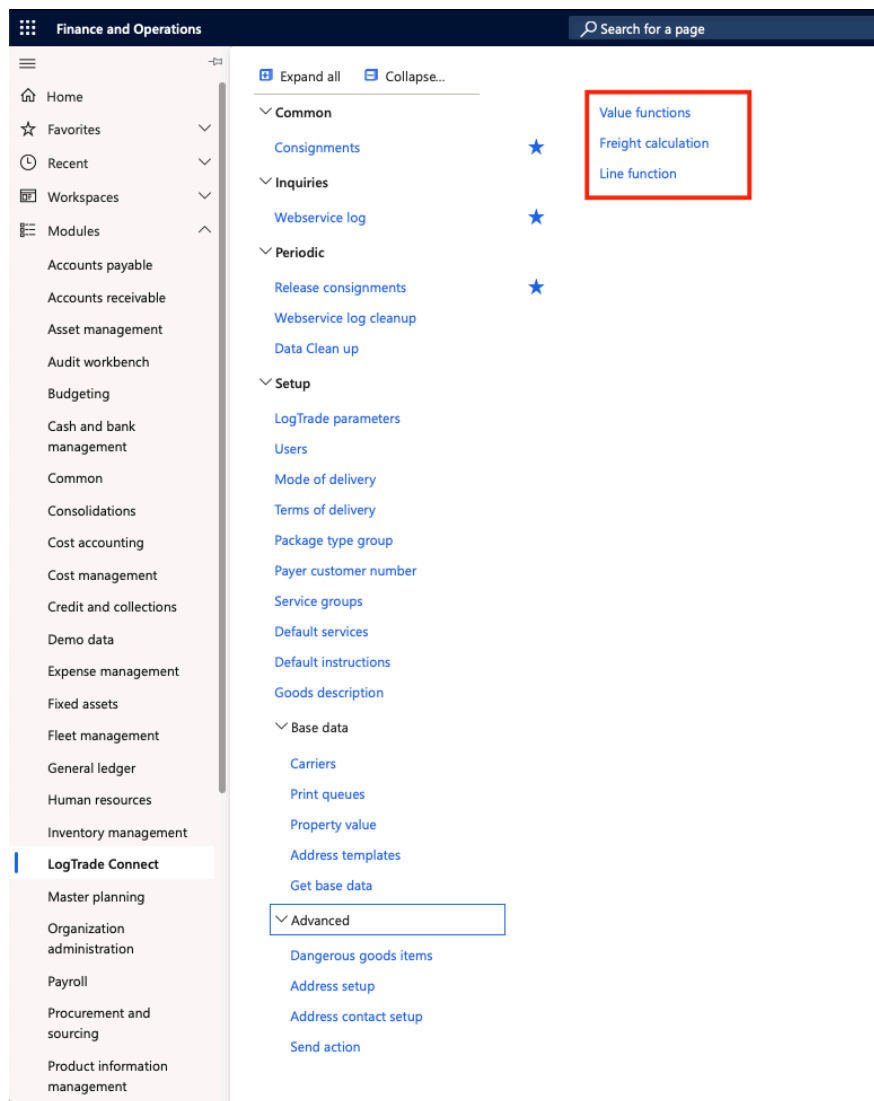 Finance and Operations
Search for a page
Home
Favorites
Recent
Workspaces
Modules
Accounts payable
Accounts receivable
Asset management
Audit workbench
Budgeting
Cash and bank
management
Common
Consolidations
Cost accounting
Cost management
Credit and collections
Demo data
Expense management
Fixed assets
Fleet management
General ledger
Human resources
Inventory management
LogTrade Connect
Master planning
Organization
administration
Payroll
Procurement and
sourcing
Product information
management
Expand all
Collapse...
Common
Consignments
Inquiries
Webservice log
Periodic
Release consignments
Webservice log cleanup
Data Clean up
Setup
LogTrade parameters
Users
Mode of delivery
Terms of delivery
Package type group
Payer customer number
Service groups
Default services
Default instructions
Goods description
Base data
Carriers
Print queues
Property value
Address templates
Get base data
Advanced
Dangerous goods items
Address setup
Address contact setup
Send action
Value functions
Freight calculation
Line function